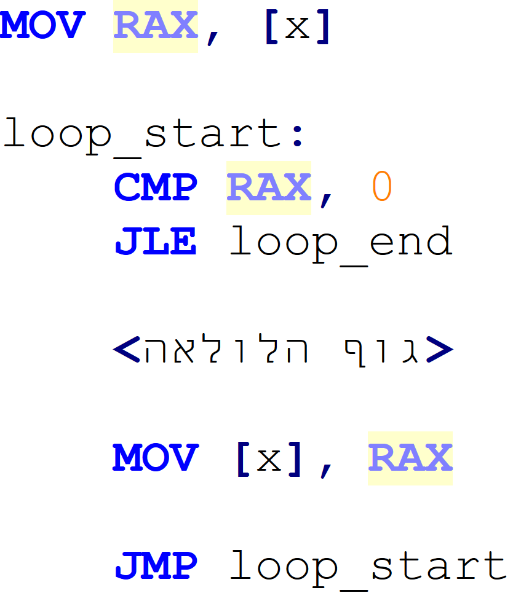 MOV RAX, [x]
loop_start:
CMP RAX, 0
JLE loop_end
<גוף הלולאה>
MOV [x], RAX
JMP loop_start